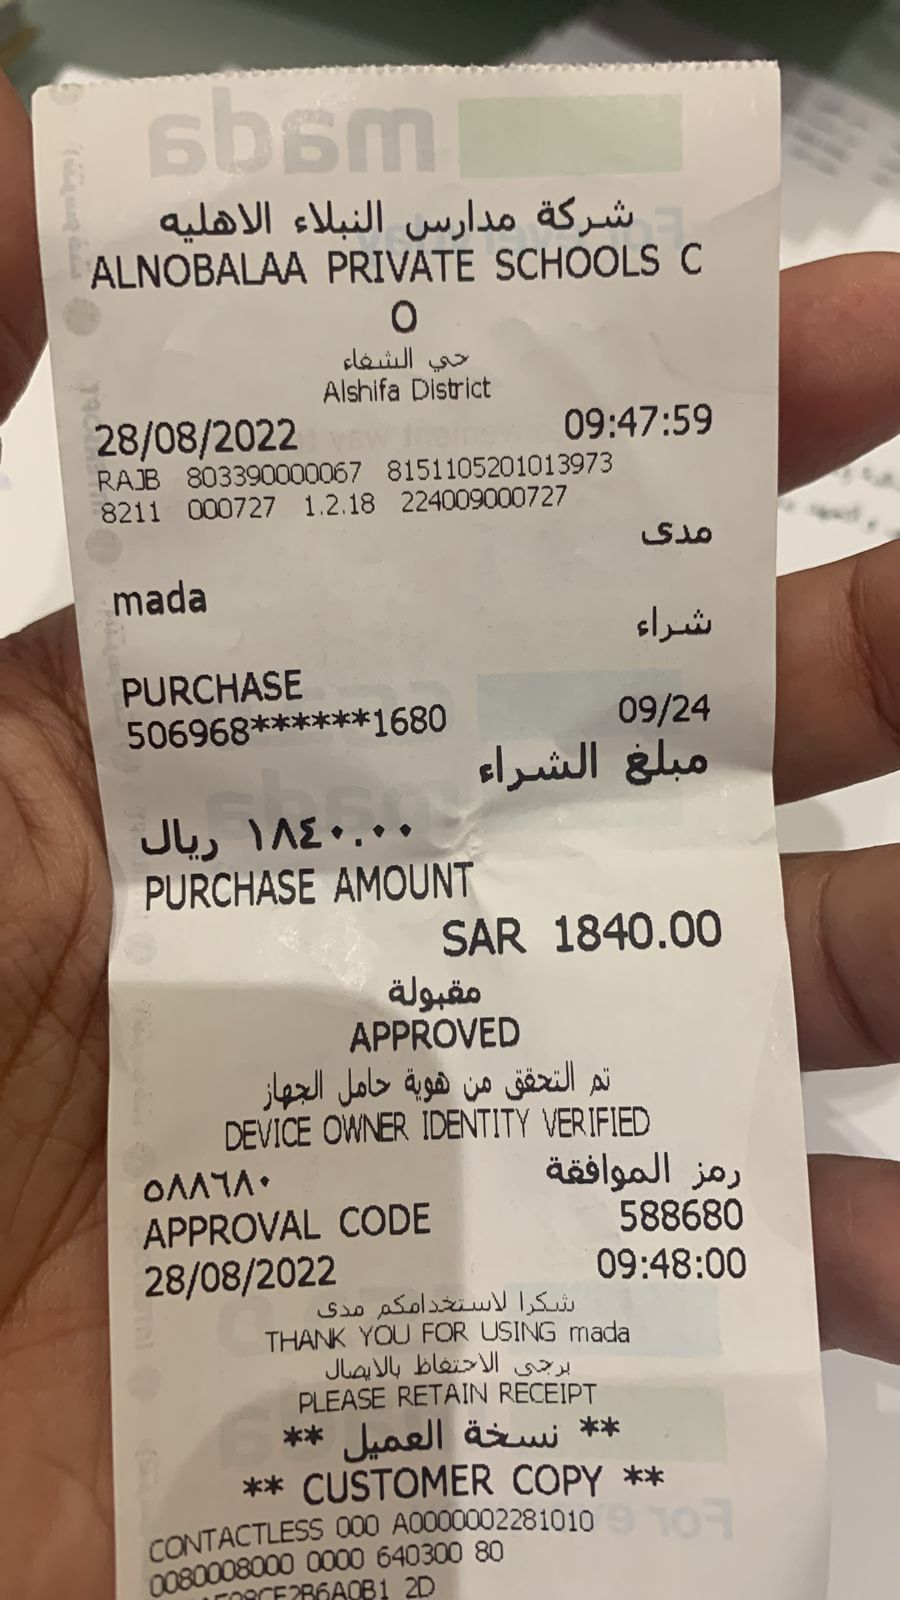 شركة مدارس النبلاء الاهليه
ALNOBALAA PRIVATE SCHOOLS C
O
حي الشفاء
Alshifa District
28/08/2022 09:47:59
RAJB 803390000067 8151105201013973
8211 000727 1.2.18 224009000727
مدى
mada
شراء
PURCHASE
506968******1680 09/24
مبلغ الشراء
١٨٤٠.٠٠ ريال
PURCHASE AMOUNT
SAR 1840.00
مقبولة
APPROVED
تم التحقق من هوية حامل الجهاز
DEVICE OWNER IDENTITY VERIFIED
رمز الموافقة ٥٨٨٦٨٠
APPROVAL CODE 588680
28/08/2022 09:48:00
شكرا لاستخدامكم مدى
THANK YOU FOR USING mada
يرجى الاحتفاظ بالايصال
PLEASE RETAIN RECEIPT
** نسخة العميل **
** CUSTOMER COPY **
CONTACTLESS 000 A0000002281010
0080008000 0000 640300 80
2D